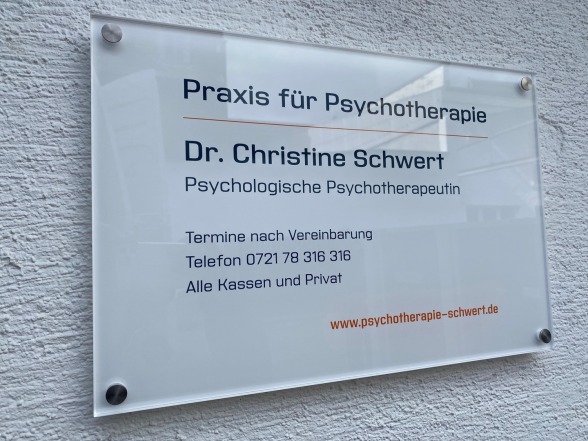 Praxis für Psychotherapie
Dr. Christine Schwert
Psychologische Psychotherapeutin
Termine nach Vereinbarung
Telefon 0721 78 316 316
Alle Kassen und Privat
www.psychotherapie-schwert.de